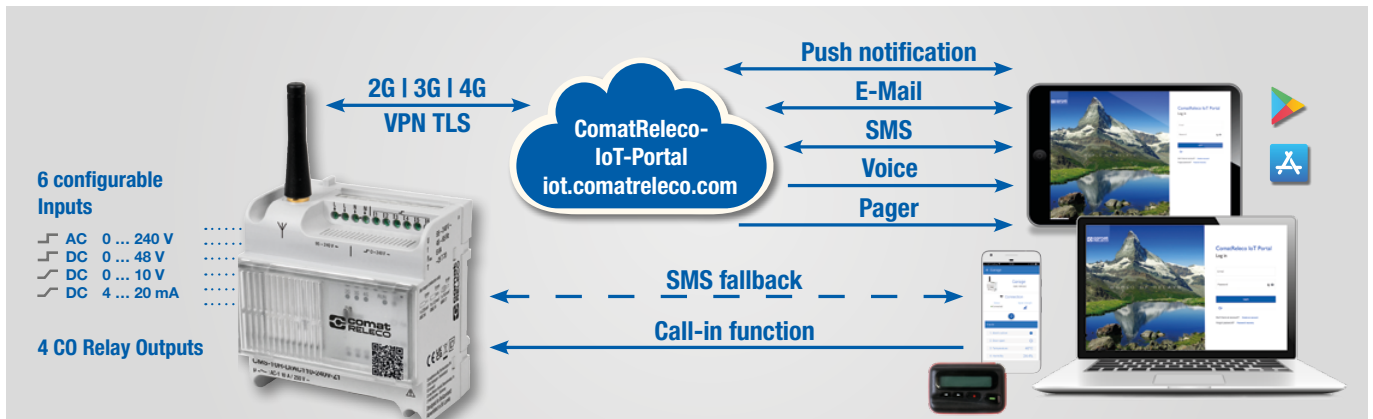 2G | 3G | 4G
VPN TLS
ComatReleco-
IoT-Portal
iot.comatreleco.com
Push notification
E-Mail
SMS
Voice
Pager
6 configurable
Inputs
AC 0 ... 240 V
DC 0 ... 48 V
DC 0 ... 10 V
DC 4 ... 20 mA
4 CO Relay Outputs
SMS fallback
Call-in function
comat
RELECO
ComatReleco IoT Portal
Log in
ComatReleco IoT Portal
Log in